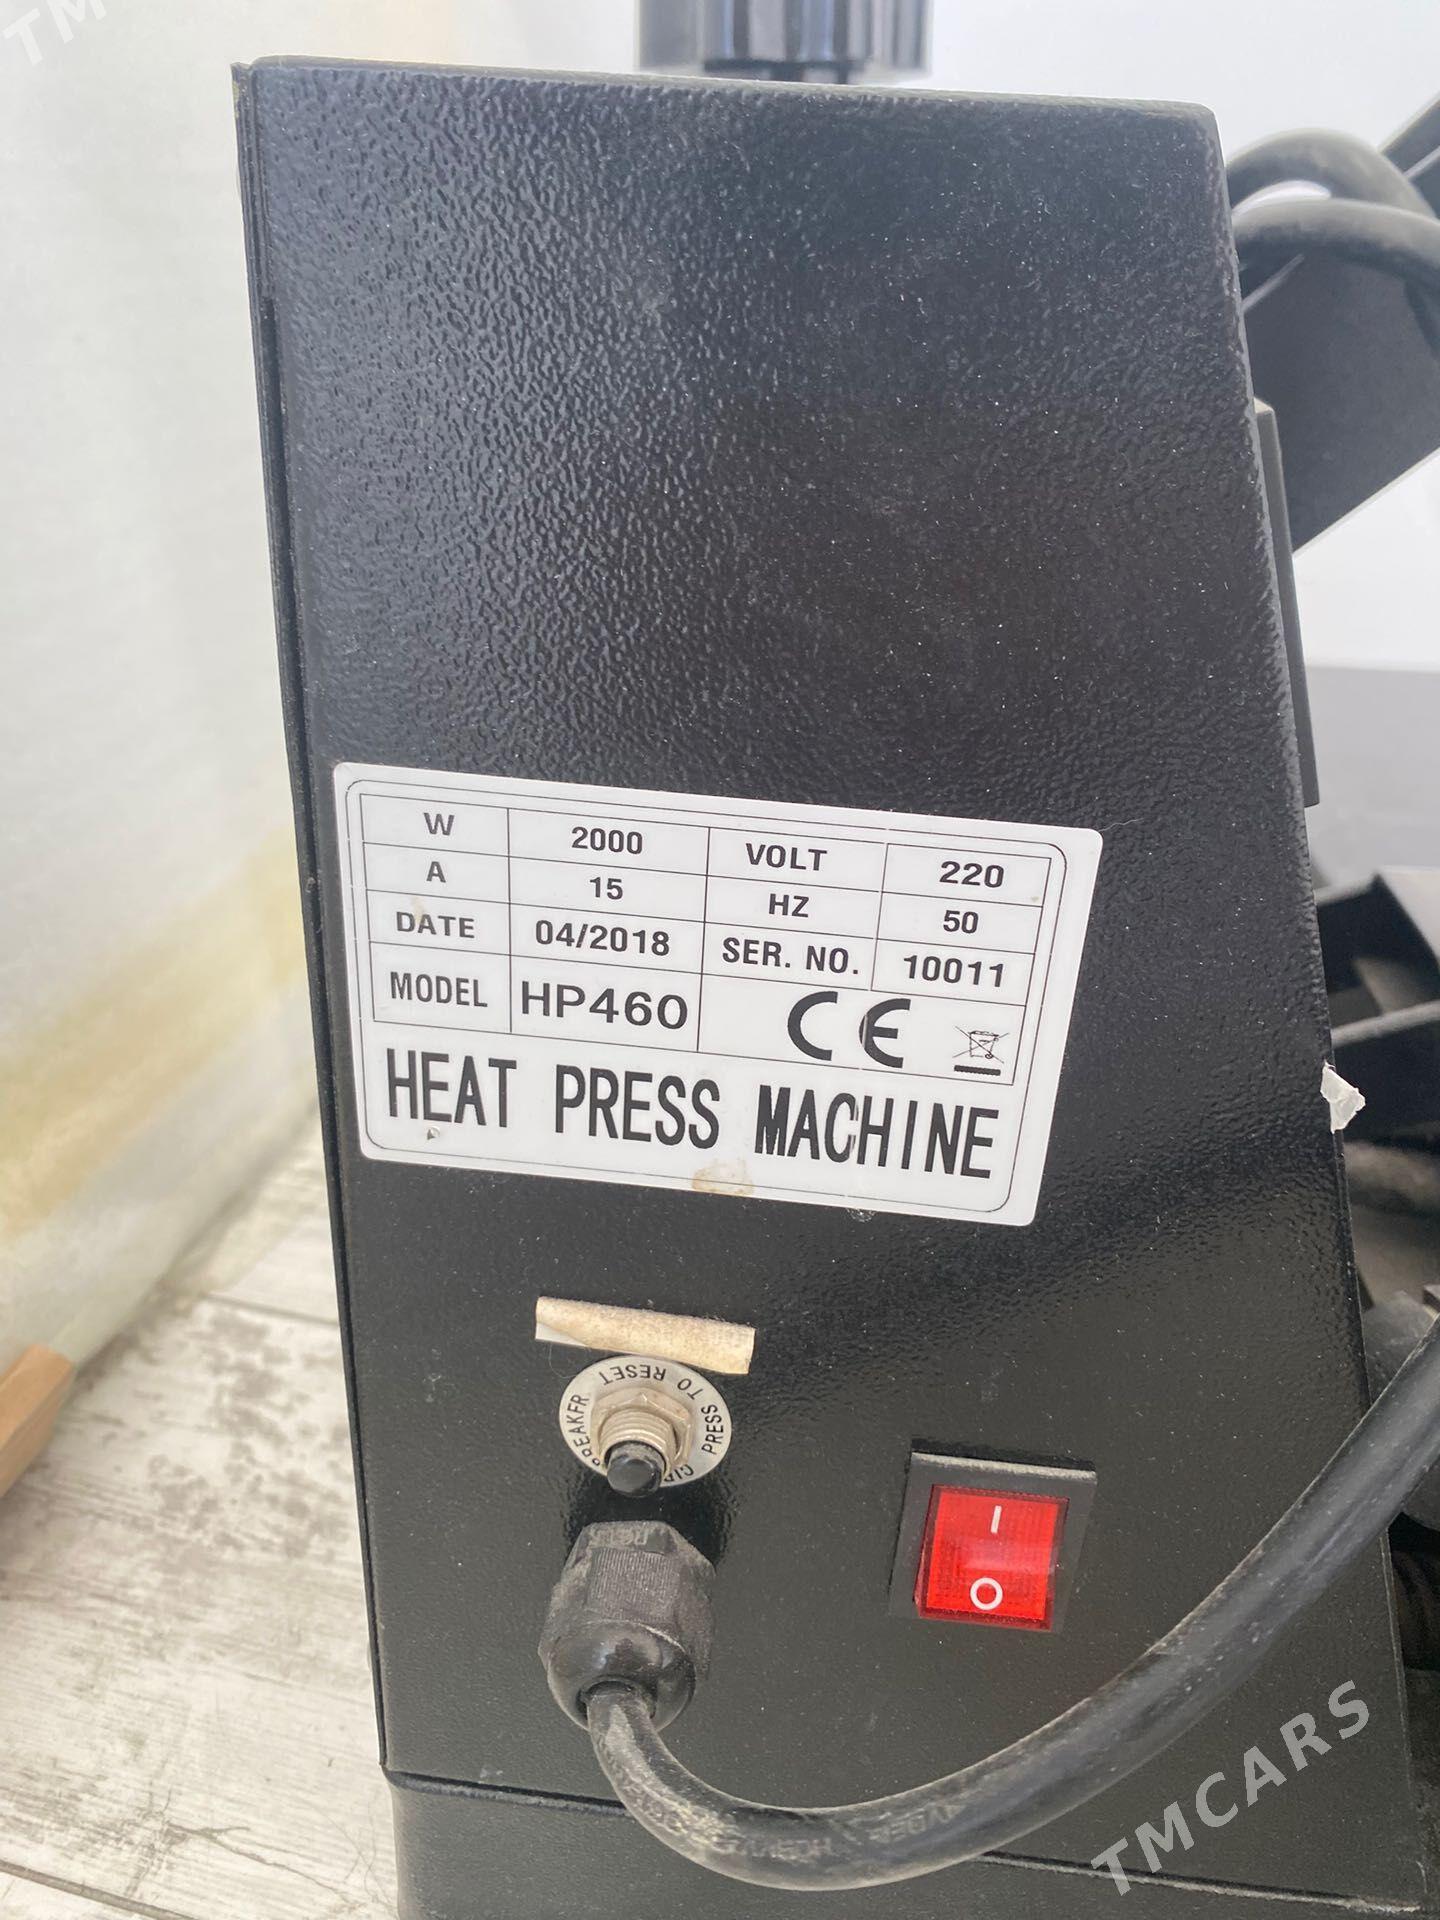 TM
W 2000 VOLT 220
A 15 HZ 50
DATE 04/2018 SER. NO. 10011
MODEL HP460 CE
HEAT PRESS MACHINE
PRESS TO RESET
I
O
TMCARS